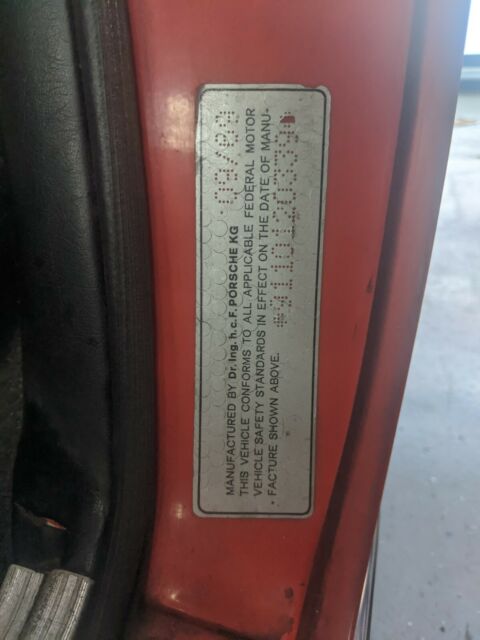 MANUFACTURED BY Dr. Ing. h. c. F. PORSCHE KG
THIS VEHICLE CONFORMS TO ALL APPLICABLE FEDERAL MOTOR
VEHICLE SAFETY STANDARDS IN EFFECT ON THE DATE OF MANU-
FACTURE SHOWN ABOVE.